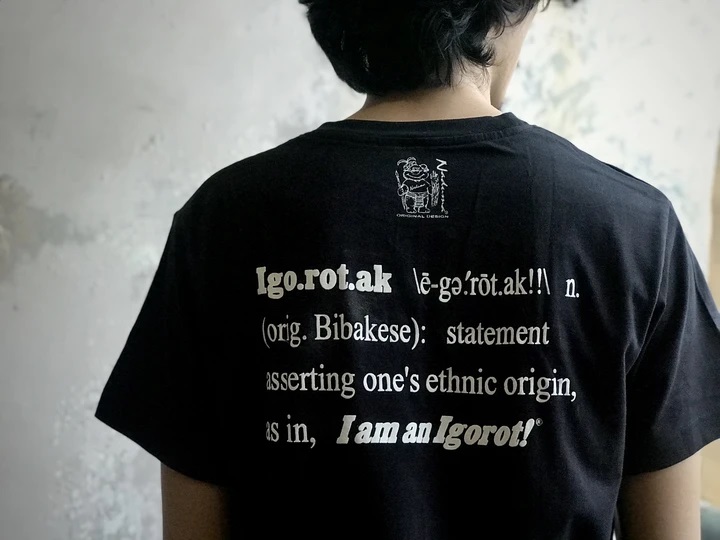 ORIGINAL DESIGN
Igo.rot.ak \ē-gə.'rōt.ak!!\ n.
(orig. Bibakese): statement
asserting one's ethnic origin,
as in, I am an Igorot!®